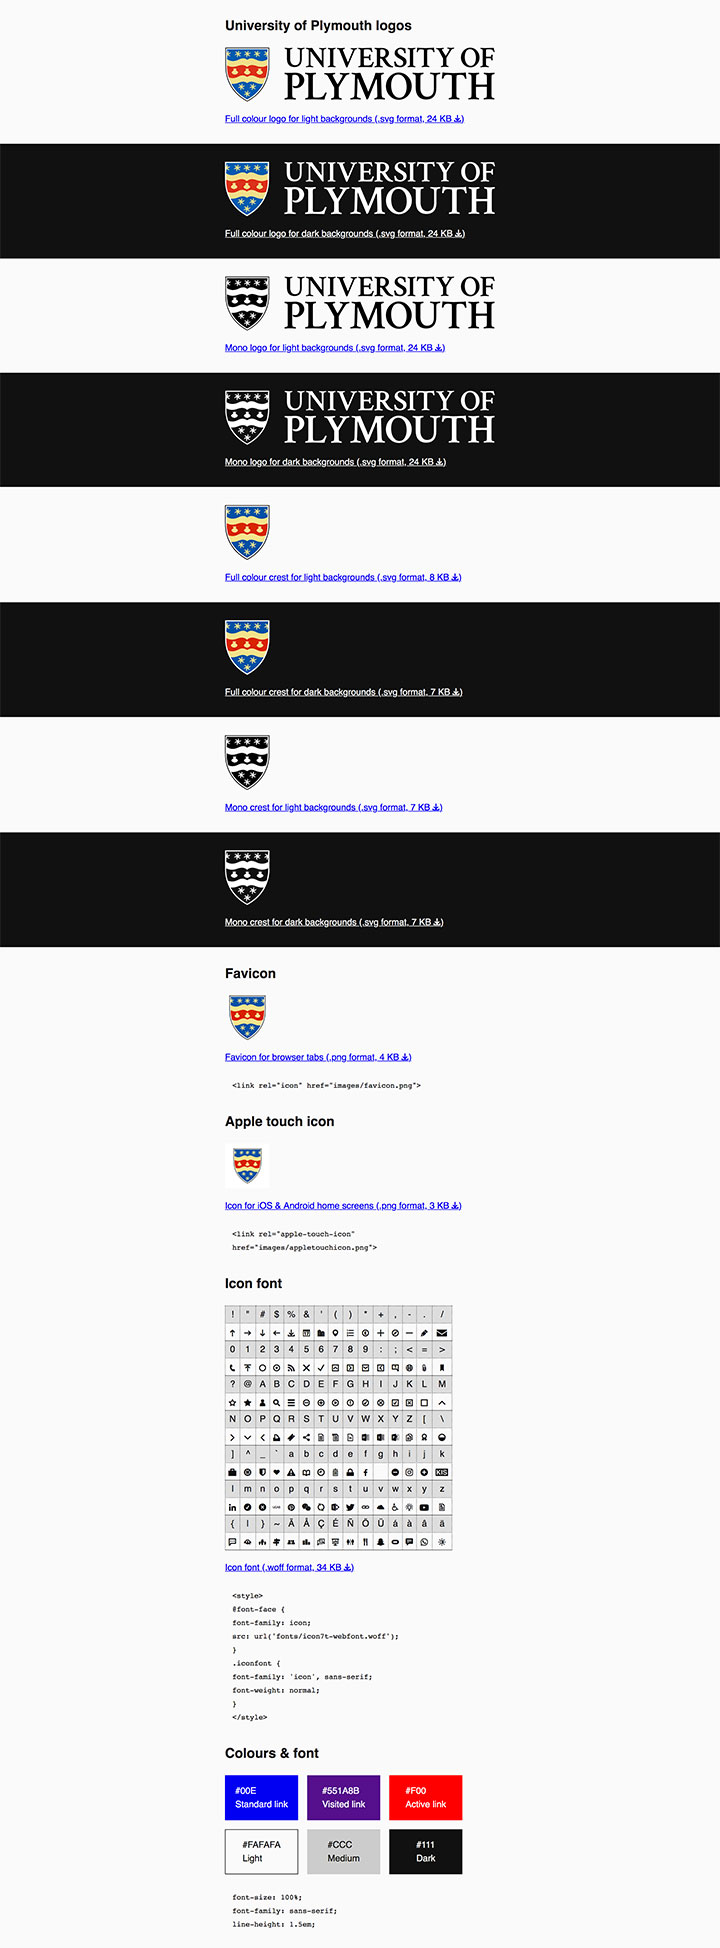 University of Plymouth logos
UNIVERSITY OF
PLYMOUTH
Full colour logo for light backgrounds (.svg format, 24 KB)
UNIVERSITY OF
PLYMOUTH
Full colour logo for dark backgrounds (.svg format, 24 KB)
UNIVERSITY OF
PLYMOUTH
Mono logo for light backgrounds (.svg format, 24 KB)
UNIVERSITY OF
PLYMOUTH
Mono logo for dark backgrounds (.svg format, 24 KB)
Full colour crest for light backgrounds (.svg format, 8 KB)
Full colour crest for dark backgrounds (.svg format, 7 KB)
Mono crest for light backgrounds (.svg format, 7 KB)
Mono crest for dark backgrounds (.svg format, 7 KB)
Favicon
Favicon for browser tabs (.png format, 4 KB)
<link rel="icon" href="images/favicon.png">
Apple touch icon
Icon for iOS & Android home screens (.png format, 3 KB)
<link rel="apple-touch-icon"
href="images/appletouchicon.png">
Icon font
! " # $ % & ' ( ) * + , - . /
0 1 2 3 4 5 6 7 8 9 : ; < = >
? @ A B C D E F G H I J K L M
N O P Q R S T U V W X Y Z [ \
] ^ _ ` a b c d e f g h i j k
KIS
l m n o p q r s t u v w x y z
{ | } ~ Ä Å Ç É Ñ Ö Ü á à â ä
Icon font (.woff format, 34 KB)
<style>
@font-face {
font-family: icon;
src: url('fonts/icon7t-webfont.woff');
}
.iconfont {
font-family: 'icon', sans-serif;
font-weight: normal;
}
</style>
Colours & font
#00E
Standard link
#551A8B
Visited link
#F00
Active link
#FAFAFA
Light
#CCC
Medium
#111
Dark
font-size: 100%;
font-family: sans-serif;
line-height: 1.5em;